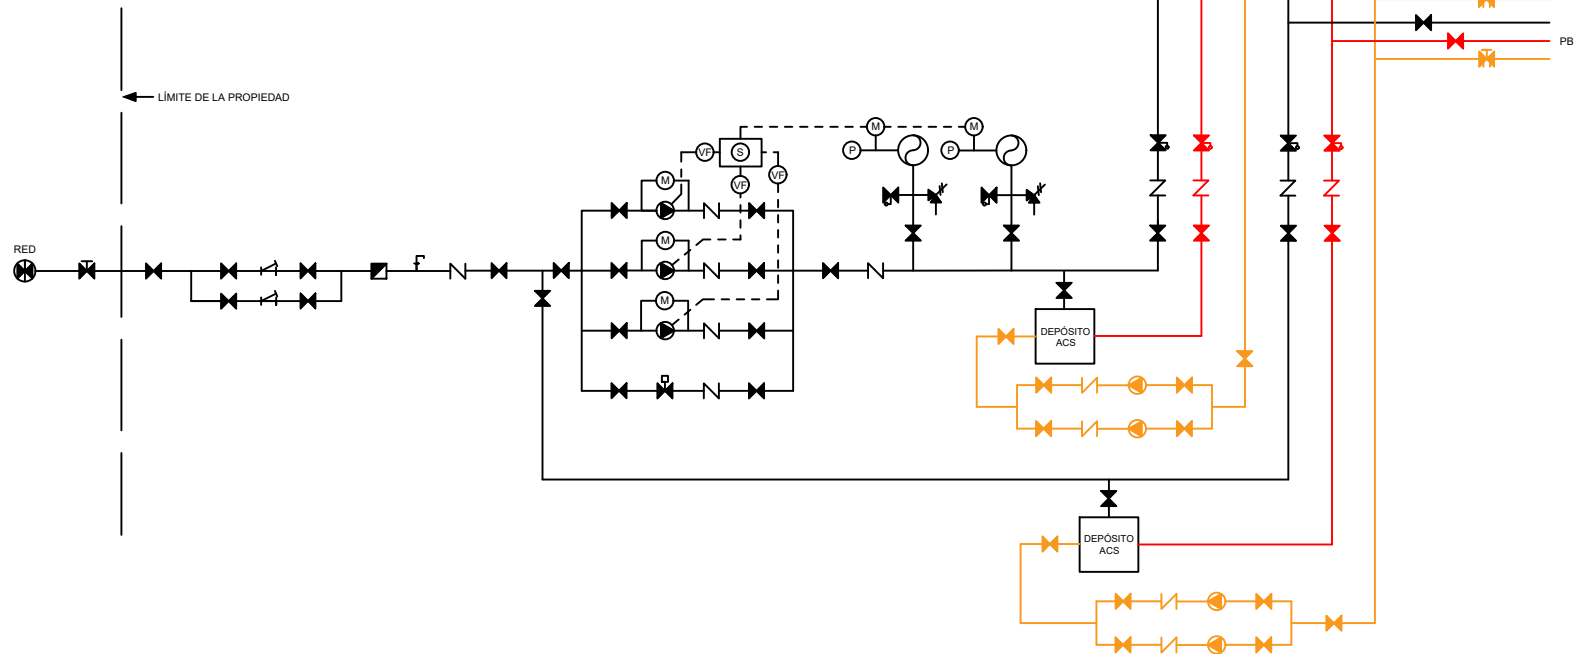 PB
LÍMITE DE LA PROPIEDAD
M
M
VF
S
P
P
VF
VF
M
RED
M
M
DEPÓSITO
ACS
DEPÓSITO
ACS